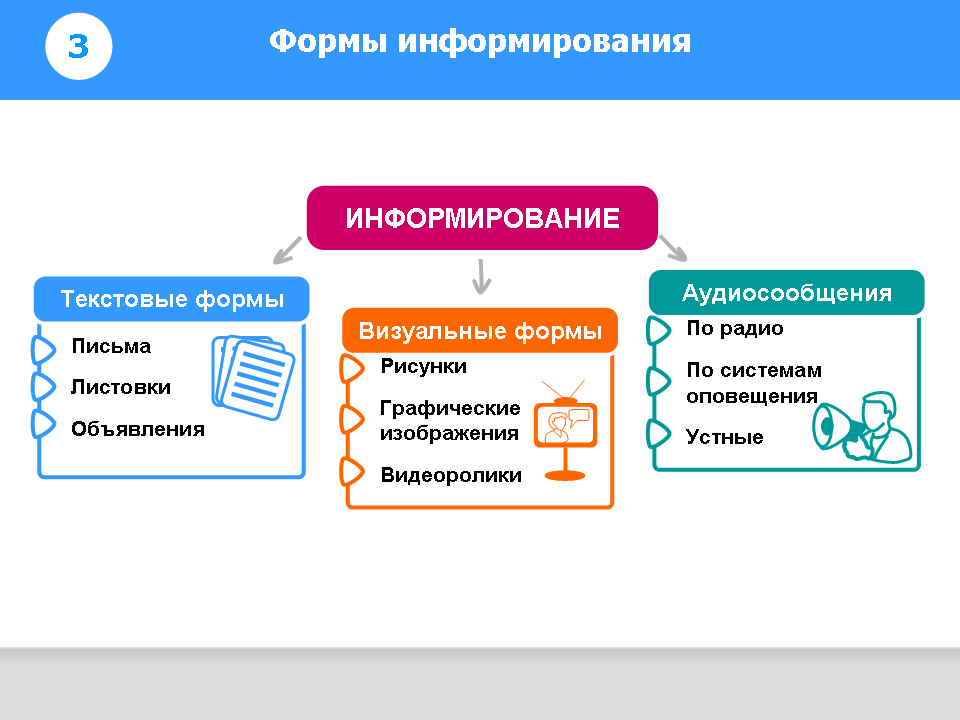 3
Формы информирования
ИНФОРМИРОВАНИЕ
Текстовые формы
Письма
Листовки
Объявления
Визуальные формы
Рисунки
Графические
изображения
Видеоролики
Аудиосообщения
По радио
По системам
оповещения
Устные